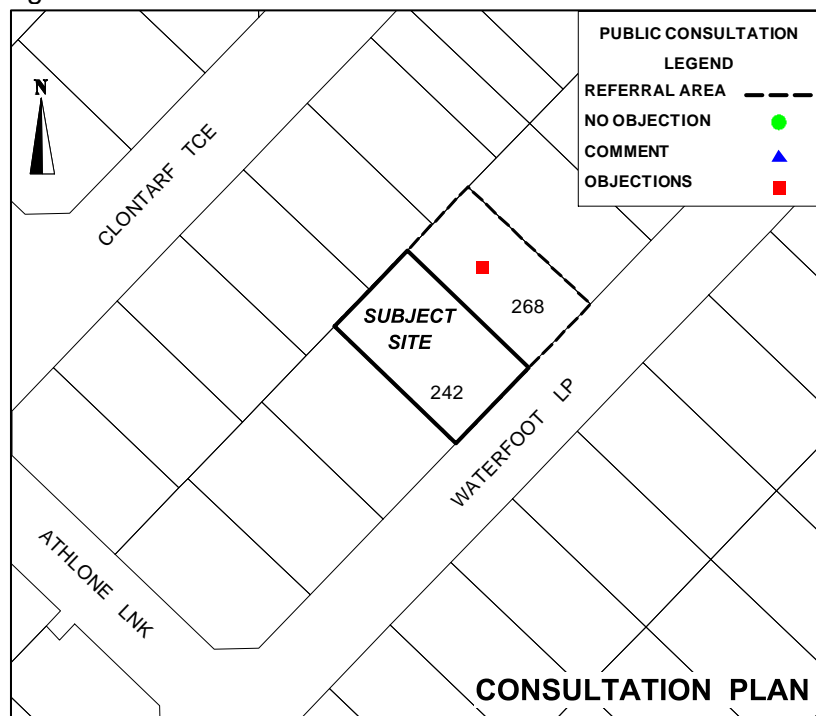 PUBLIC CONSULTATION
LEGEND
REFERRAL AREA
NO OBJECTION
COMMENT
OBJECTIONS
N
CLONTARF TCE
268
SUBJECT
SITE
242
WATERFOOT LP
ATHLONE LNK
CONSULTATION PLAN